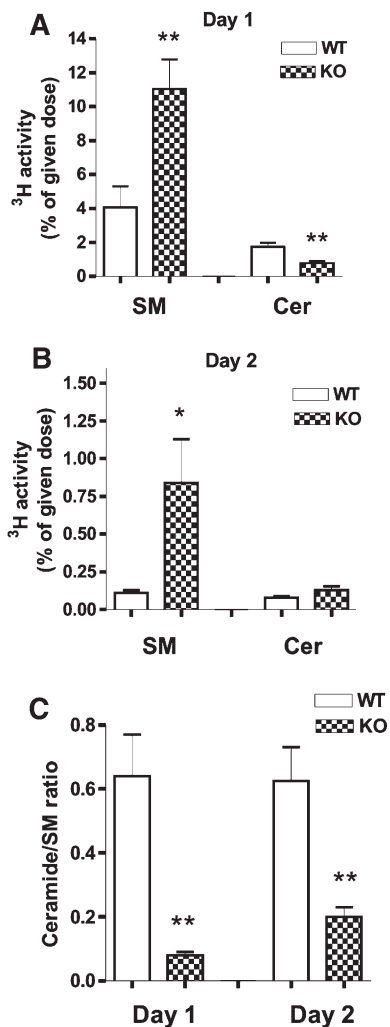 A
Day 1
14
12
10
8
6
4
2
0
³H activity
(% of given dose)
**
**
WT
KO
SM Cer
B
Day 2
1.50
1.25
1.00
0.75
0.50
0.25
0.00
³H activity
(% of given dose)
*
WT
KO
SM Cer
C
WT
KO
0.8
0.6
0.4
0.2
0.0
Ceramide/SM ratio
**
**
Day 1 Day 2